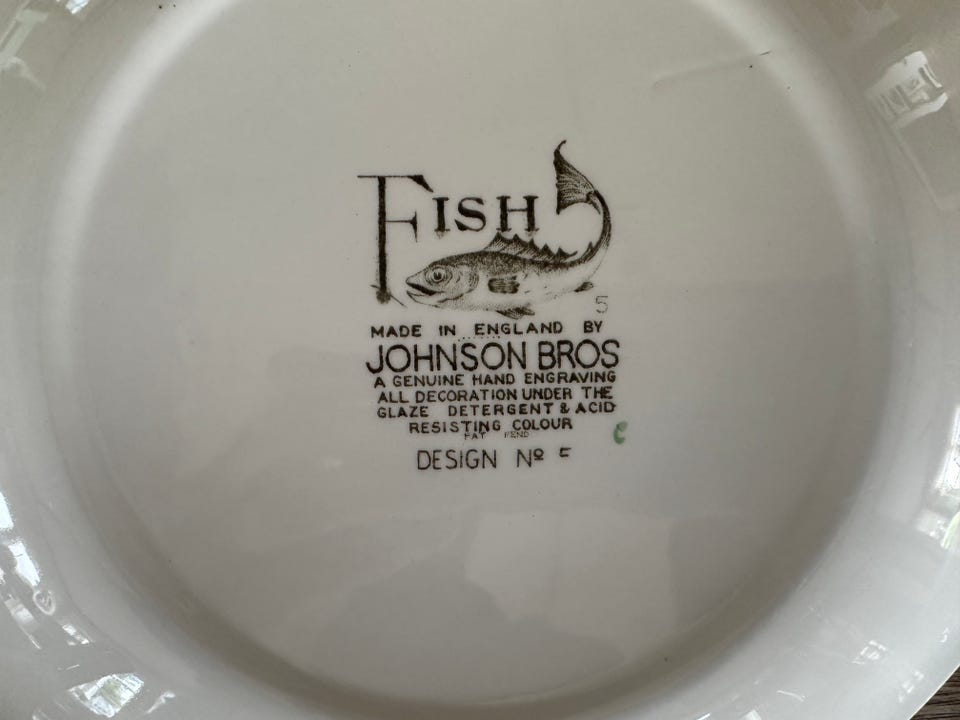 FISH
5
MADE IN ENGLAND BY
JOHNSON BROS
A GENUINE HAND ENGRAVING
ALL DECORATION UNDER THE
GLAZE DETERGENT & ACID
RESISTING COLOUR
PAT PEND
DESIGN Nº 5
C